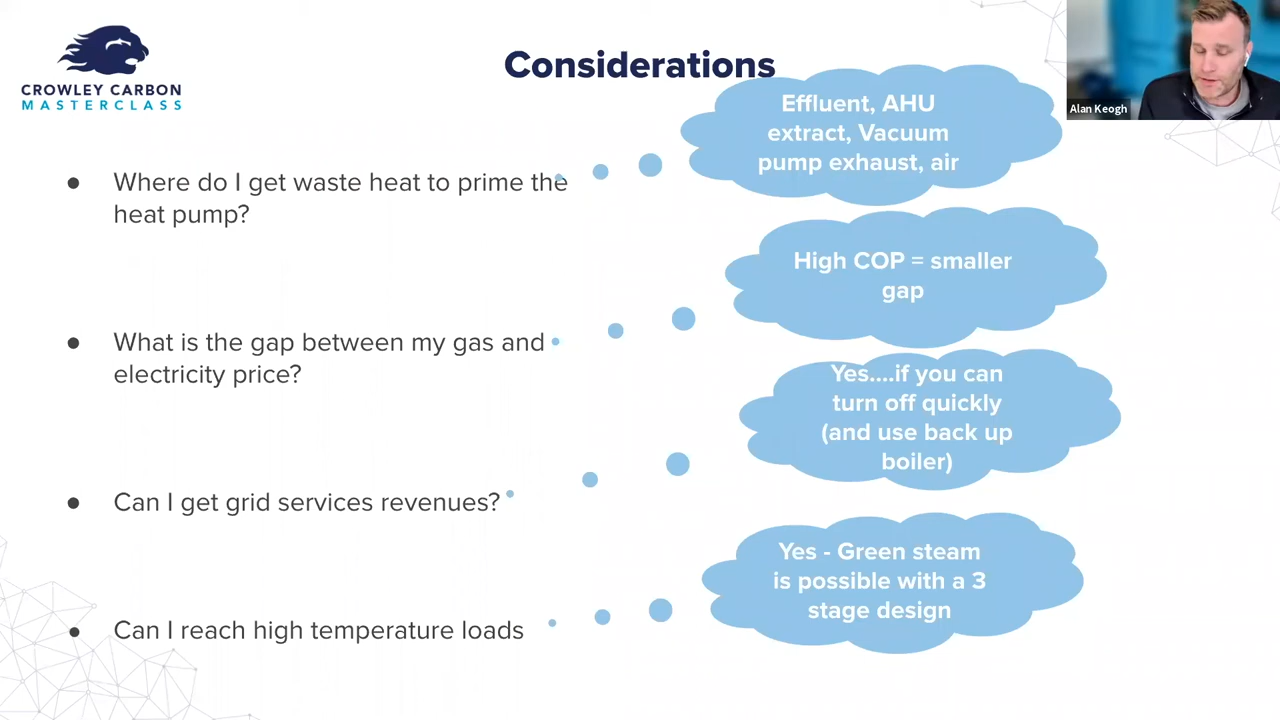 CROWLEY CARBON
MASTERCLASS
Considerations
Alan Keogh
● Where do I get waste heat to prime the
heat pump?
Effluent, AHU
extract, Vacuum
pump exhaust, air
● What is the gap between my gas and
electricity price?
High COP = smaller
gap
● Can I get grid services revenues?
Yes....if you can
turn off quickly
(and use back up
boiler)
● Can I reach high temperature loads
Yes - Green steam
is possible with a 3
stage design